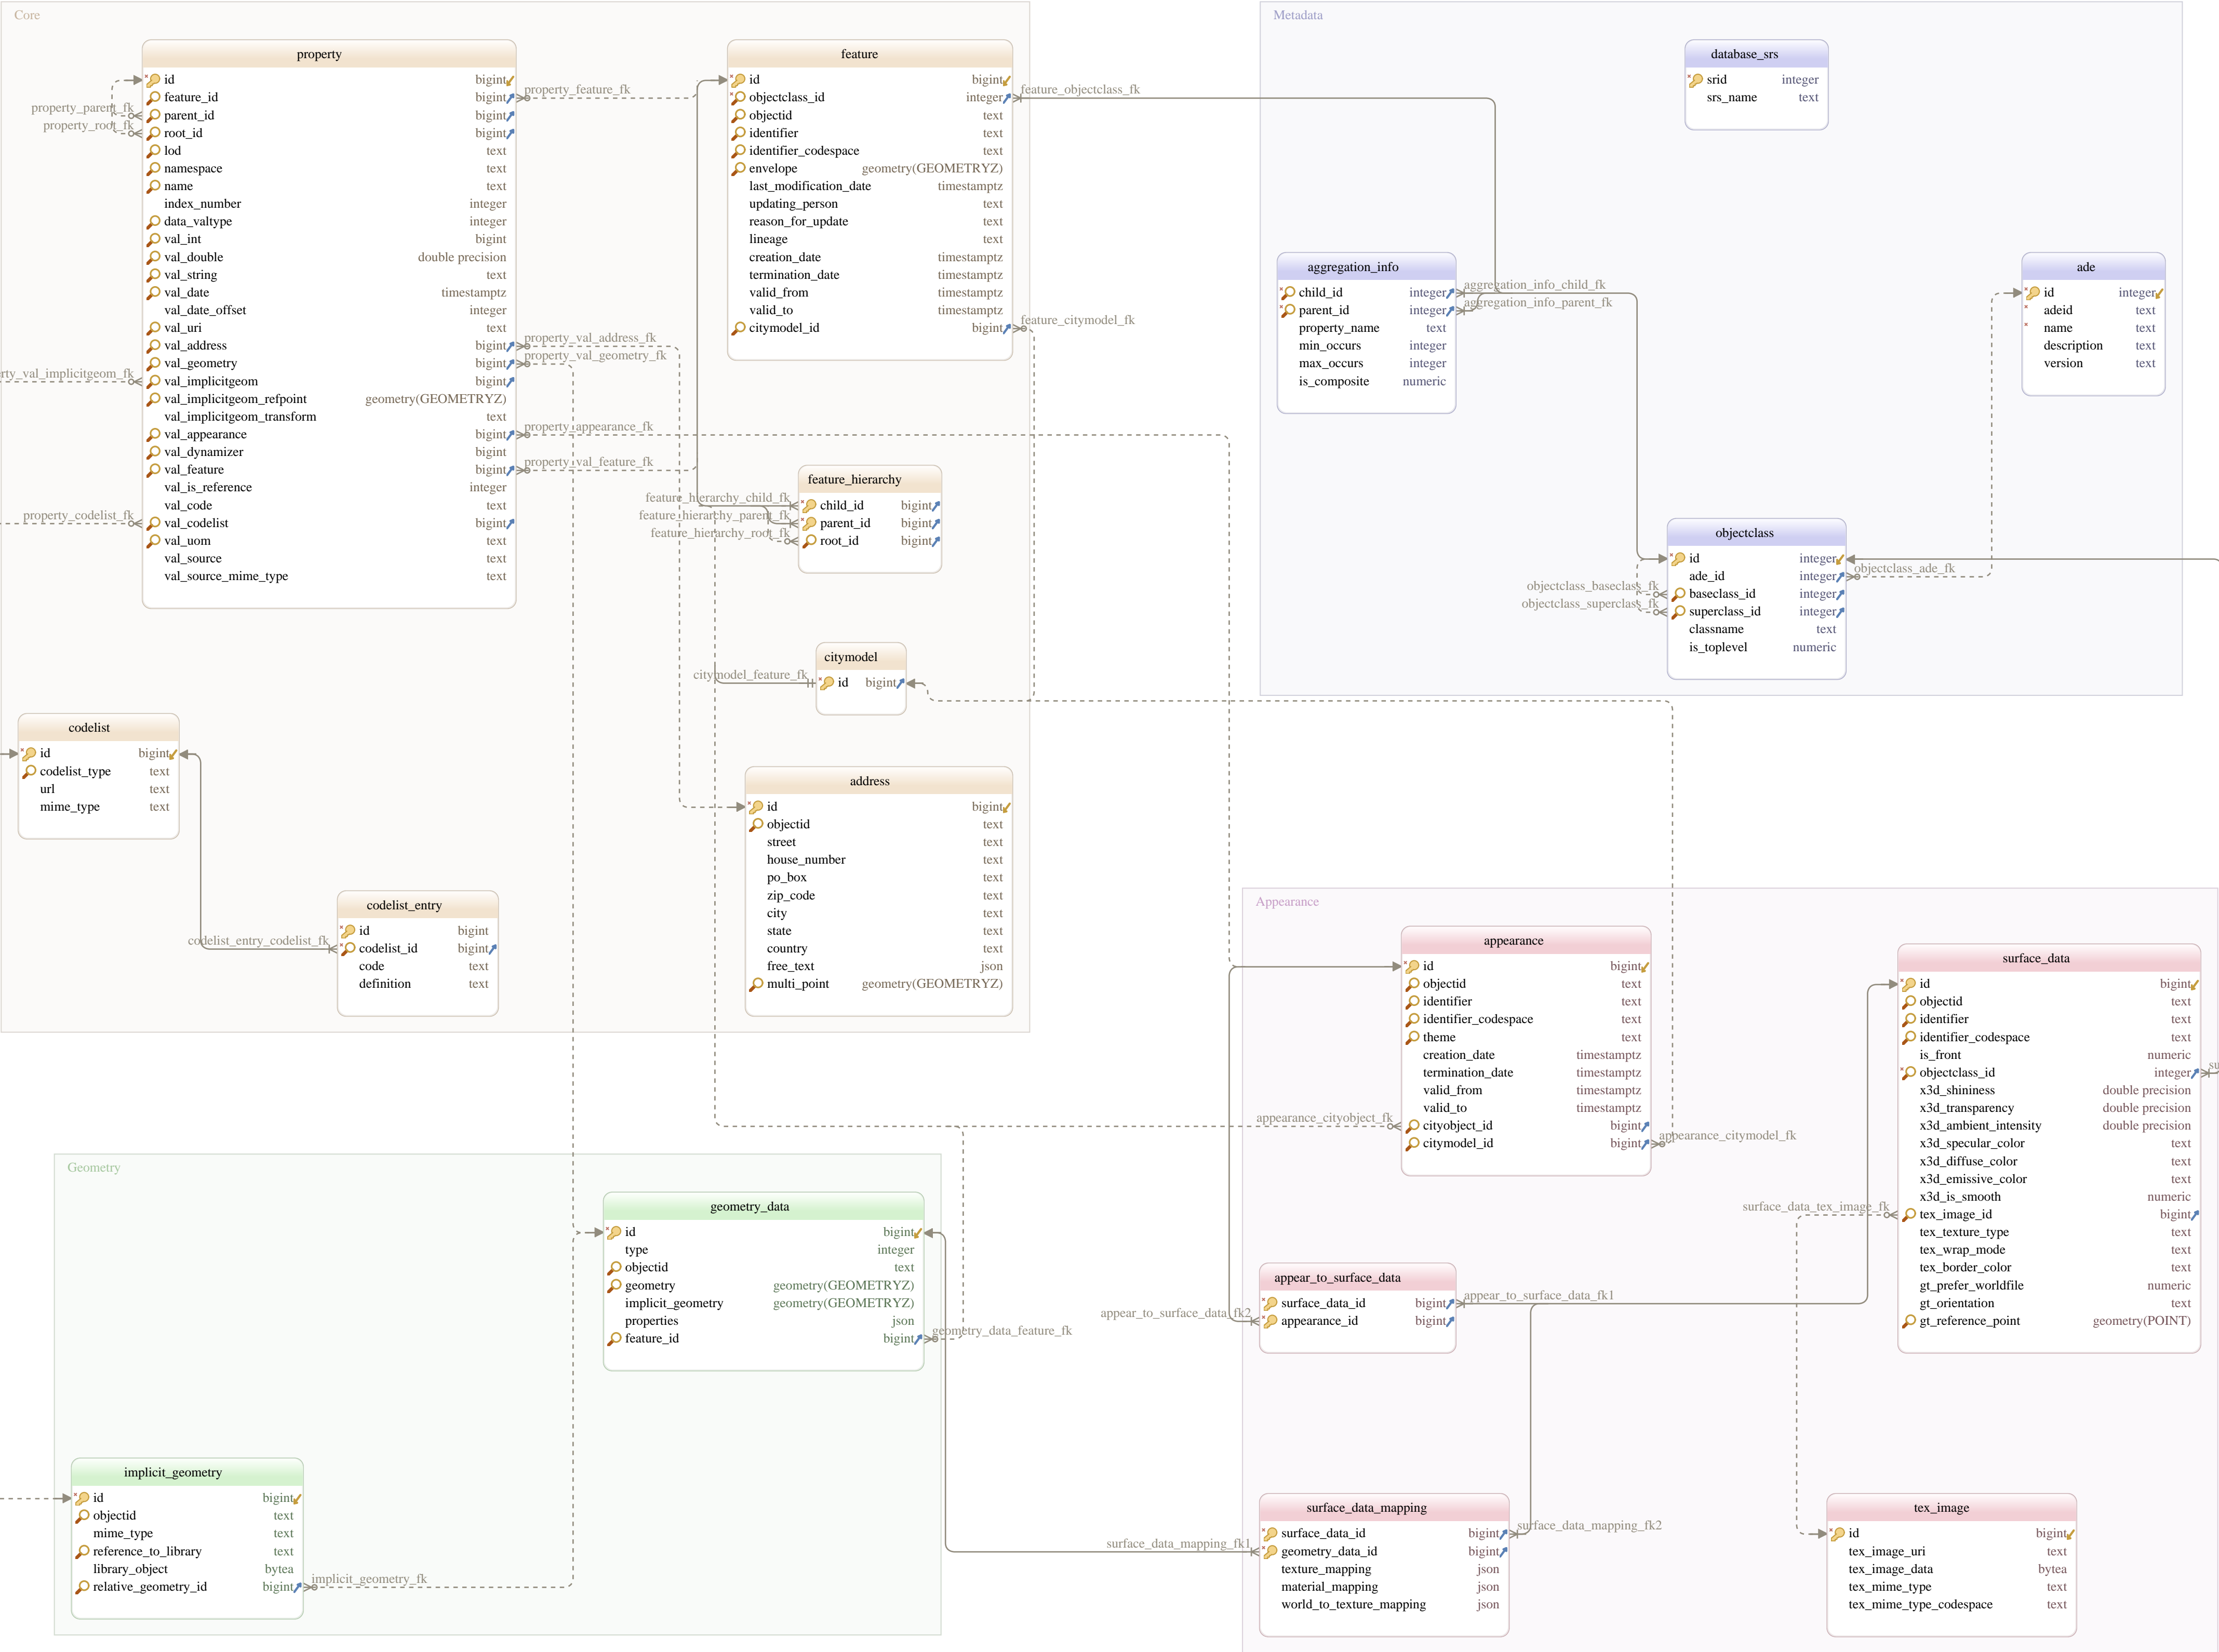 Core
property
id bigint
feature_id bigint
parent_id bigint
root_id bigint
lod text
namespace text
name text
index_number integer
data_valtype integer
val_int bigint
val_double double precision
val_string text
val_date timestamptz
val_date_offset integer
val_uri text
val_address bigint
val_geometry bigint
val_implicitgeom bigint
val_implicitgeom_refpoint geometry(GEOMETRYZ)
val_implicitgeom_transform text
val_appearance bigint
val_dynamizer bigint
val_feature bigint
val_is_reference integer
val_code text
val_codelist bigint
val_uom text
val_source text
val_source_mime_type text
property_parent_fk
property_root_fk
rty_val_implicitgeom_fk
property_codelist_fk
property_feature_fk
property_val_address_fk
property_val_geometry_fk
property_appearance_fk
property_val_feature_fk
feature
id bigint
objectclass_id integer
objectid text
identifier text
identifier_codespace text
envelope geometry(GEOMETRYZ)
last_modification_date timestamptz
updating_person text
reason_for_update text
lineage text
creation_date timestamptz
termination_date timestamptz
valid_from timestamptz
valid_to timestamptz
citymodel_id bigint
feature_objectclass_fk
feature_citymodel_fk
feature_hierarchy
child_id bigint
parent_id bigint
root_id bigint
feature_hierarchy_child_fk
feature_hierarchy_parent_fk
feature_hierarchy_root_fk
citymodel
id bigint
citymodel_feature_fk
codelist
id bigint
codelist_type text
url text
mime_type text
codelist_entry
id bigint
codelist_id bigint
code text
definition text
codelist_entry_codelist_fk
address
id bigint
objectid text
street text
house_number text
po_box text
zip_code text
city text
state text
country text
free_text json
multi_point geometry(GEOMETRYZ)
Metadata
database_srs
srid integer
srs_name text
aggregation_info
child_id integer
parent_id integer
property_name text
min_occurs integer
max_occurs integer
is_composite numeric
aggregation_info_child_fk
aggregation_info_parent_fk
ade
id integer
adeid text
name text
description text
version text
objectclass
id integer
ade_id integer
baseclass_id integer
superclass_id integer
classname text
is_toplevel numeric
objectclass_ade_fk
objectclass_baseclass_fk
objectclass_superclass_fk
Appearance
appearance
id bigint
objectid text
identifier text
identifier_codespace text
theme text
creation_date timestamptz
termination_date timestamptz
valid_from timestamptz
valid_to timestamptz
cityobject_id bigint
citymodel_id bigint
appearance_cityobject_fk
appearance_citymodel_fk
surface_data
id bigint
objectid text
identifier text
identifier_codespace text
is_front numeric
objectclass_id integer
x3d_shininess double precision
x3d_transparency double precision
x3d_ambient_intensity double precision
x3d_specular_color text
x3d_diffuse_color text
x3d_emissive_color text
x3d_is_smooth numeric
tex_image_id bigint
tex_texture_type text
tex_wrap_mode text
tex_border_color text
gt_prefer_worldfile numeric
gt_orientation text
gt_reference_point geometry(POINT)
su
surface_data_tex_image_fk
appear_to_surface_data
surface_data_id bigint
appearance_id bigint
appear_to_surface_data_fk1
appear_to_surface_data_fk2
surface_data_mapping
surface_data_id bigint
geometry_data_id bigint
texture_mapping json
material_mapping json
world_to_texture_mapping json
surface_data_mapping_fk2
surface_data_mapping_fk1
tex_image
id bigint
tex_image_uri text
tex_image_data bytea
tex_mime_type text
tex_mime_type_codespace text
Geometry
geometry_data
id bigint
type integer
objectid text
geometry geometry(GEOMETRYZ)
implicit_geometry geometry(GEOMETRYZ)
properties json
feature_id bigint
geometry_data_feature_fk
implicit_geometry
id bigint
objectid text
mime_type text
reference_to_library text
library_object bytea
relative_geometry_id bigint
implicit_geometry_fk